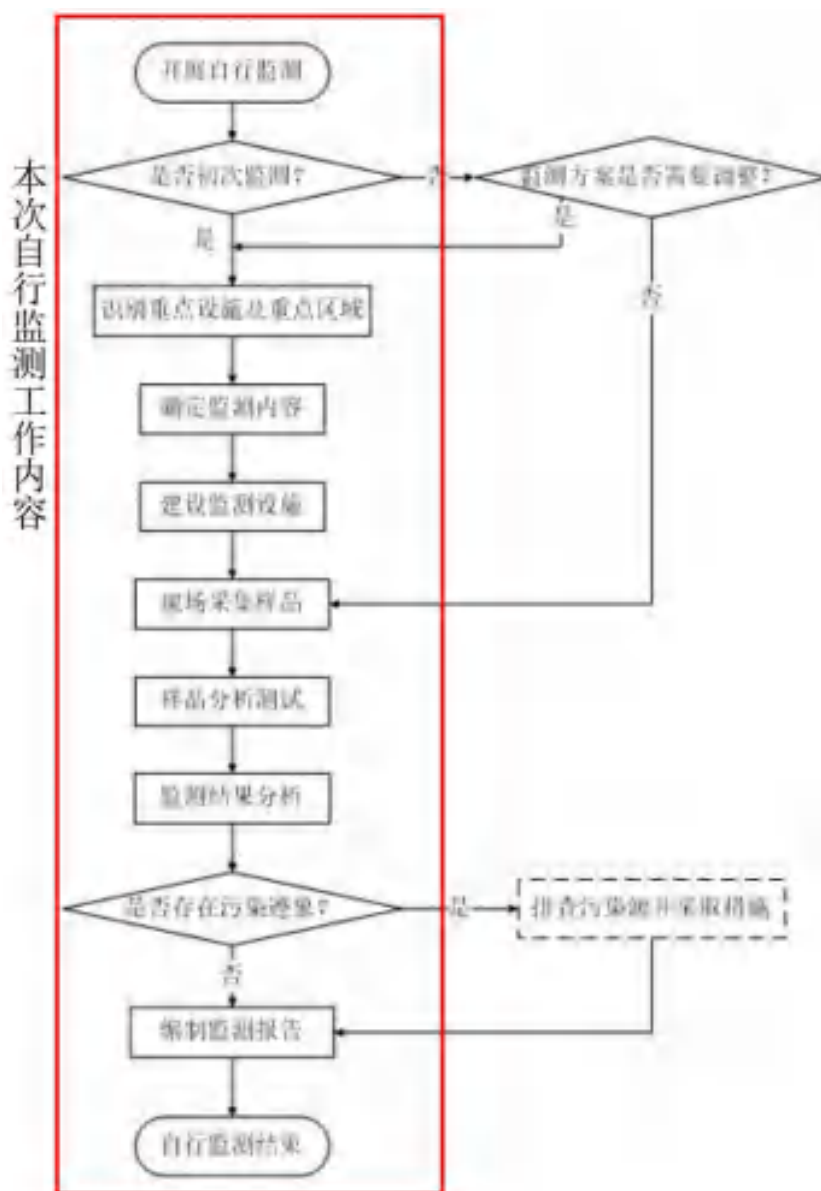 本次自行监测工作内容
开展自行监测
是否初次监测?
否
监测方案是否需要调整?
是
是
否
识别重点设施及重点区域
确定监测内容
建设监测设施
现场采集样品
样品分析测试
监测结果分析
是否存在污染迹象?
是
排查污染源并采取措施
否
编制监测报告
自行监测结果